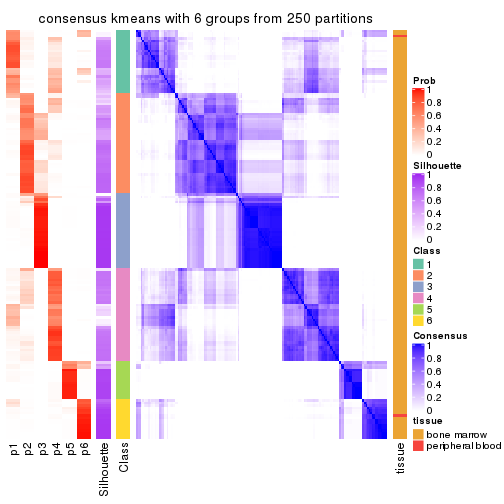 consensus kmeans with 6 groups from 250 partitions
Prob
1
0.8
0.6
0.4
0.2
0
Silhouette
1
0.8
0.6
0.4
0.2
0
Class
1
2
3
4
5
6
Consensus
1
0.8
0.6
0.4
0.2
0
tissue
bone marrow
peripheral blood
p1
p2
p3
p4
p5
p6
Silhouette
Class
tissue